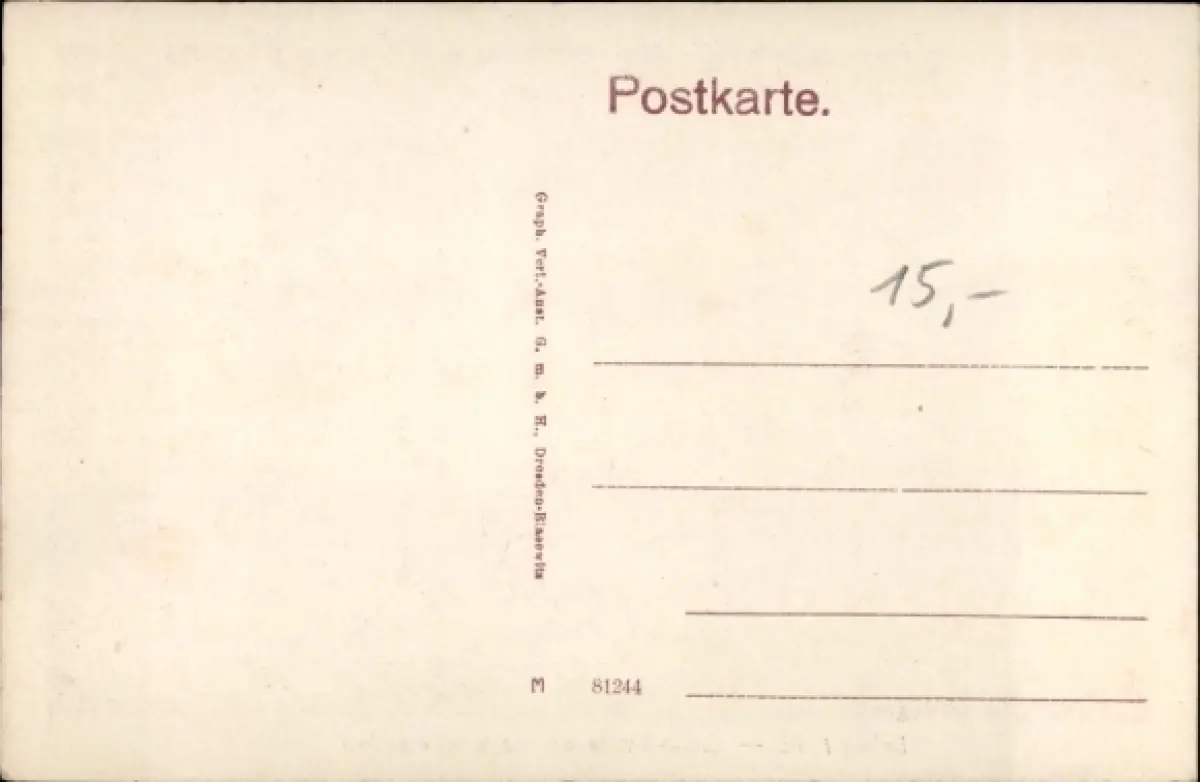 Postkarte.
Graph. Verl.-Anst. G. m. b. H., Dresden-Blasewitz
15,-
M 81244